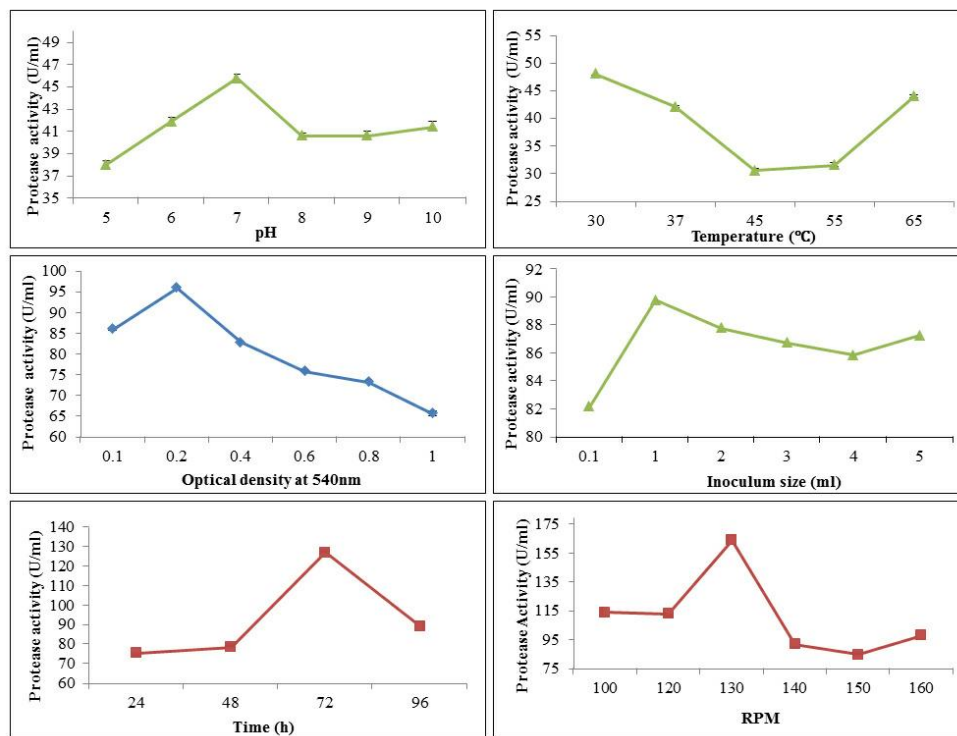 Protease activity (U/ml)
49
47
45
43
41
39
37
35
5 6 7 8 9 10
pH
Protease activity (U/ml)
55
50
45
40
35
30
25
30 37 45 55 65
Temperature (℃)
Protease activity (U/ml)
100
95
90
85
80
75
70
65
60
0.1 0.2 0.4 0.6 0.8 1
Optical density at 540nm
Protease activity (U/ml)
92
90
88
86
84
82
80
0.1 1 2 3 4 5
Inoculum size (ml)
Protease activity (U/ml)
140
130
120
110
100
90
80
70
60
24 48 72 96
Time (h)
Protease Activity (U/ml)
175
155
135
115
95
75
100 120 130 140 150 160
RPM